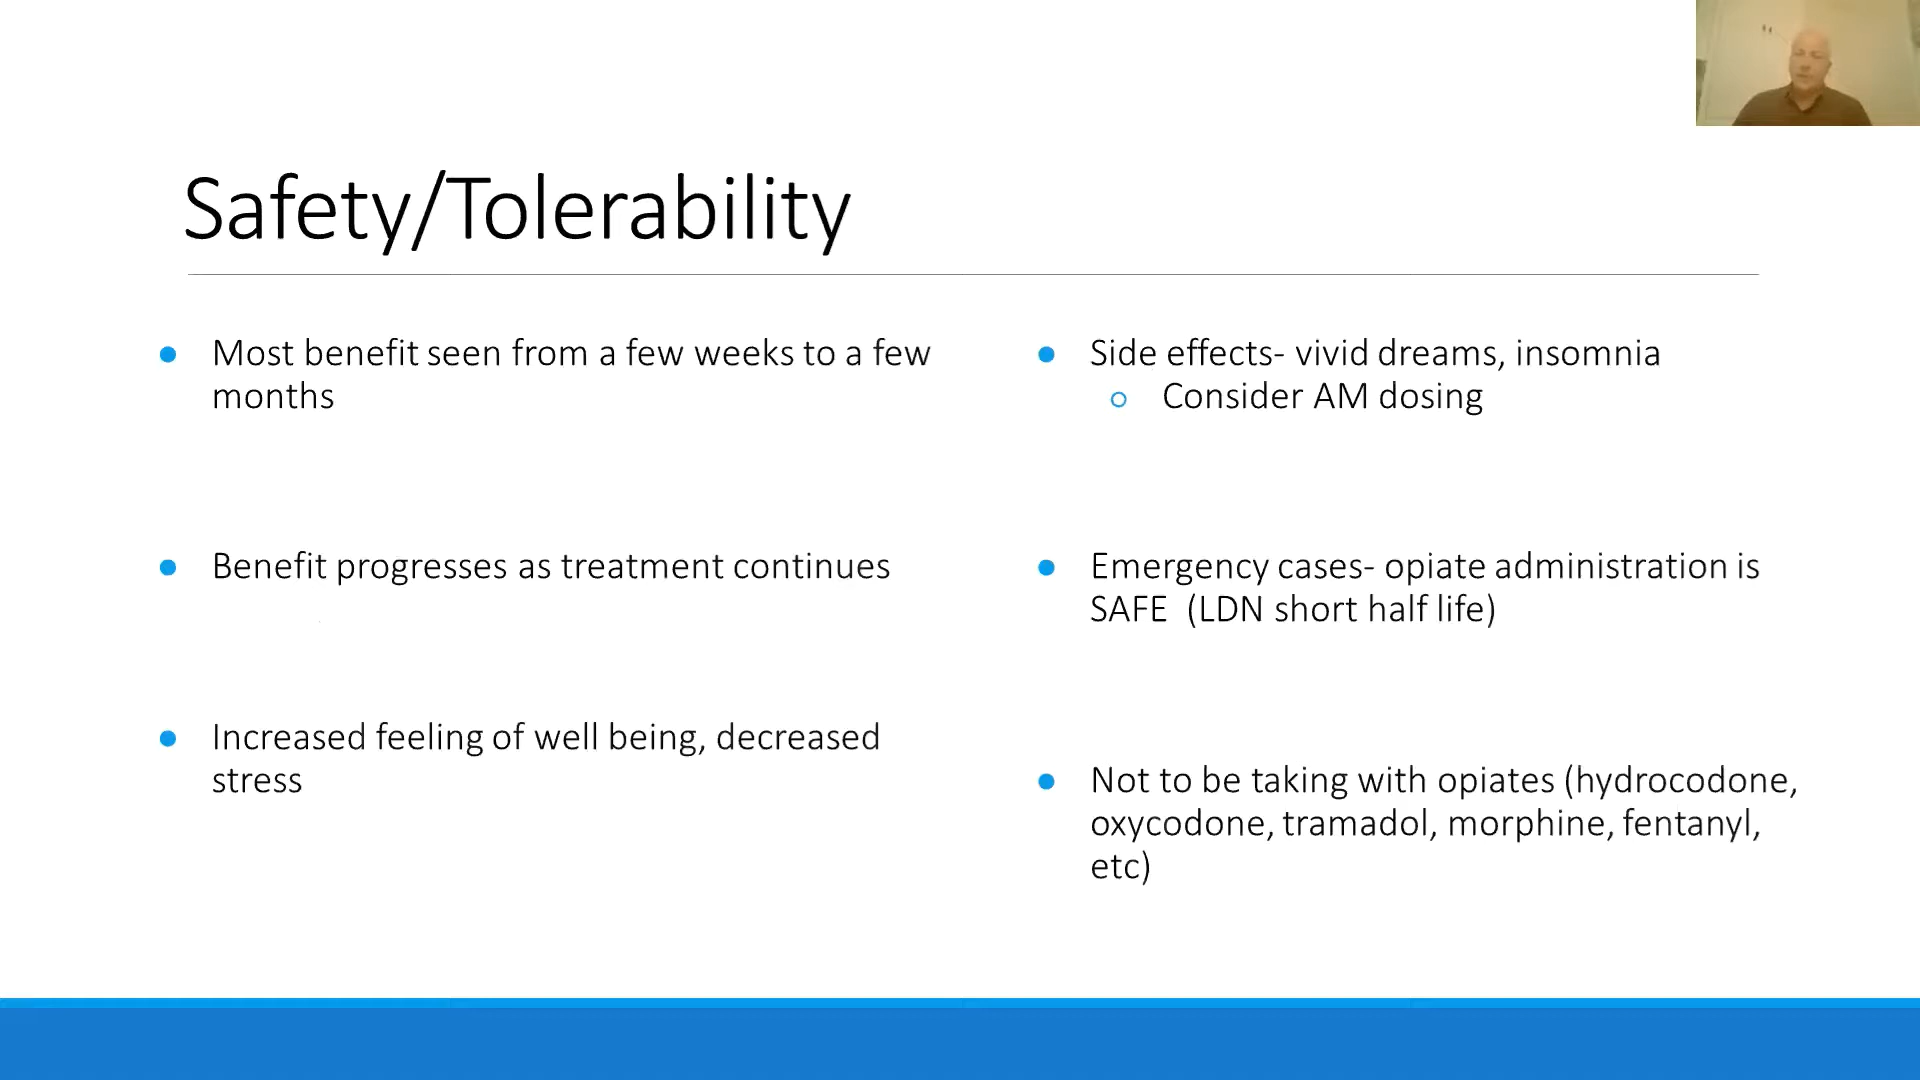 Safety/Tolerability
Most benefit seen from a few weeks to a few
months
Benefit progresses as treatment continues
Increased feeling of well being, decreased
stress
Side effects- vivid dreams, insomnia
Consider AM dosing
Emergency cases- opiate administration is
SAFE (LDN short half life)
Not to be taking with opiates (hydrocodone,
oxycodone, tramadol, morphine, fentanyl,
etc)